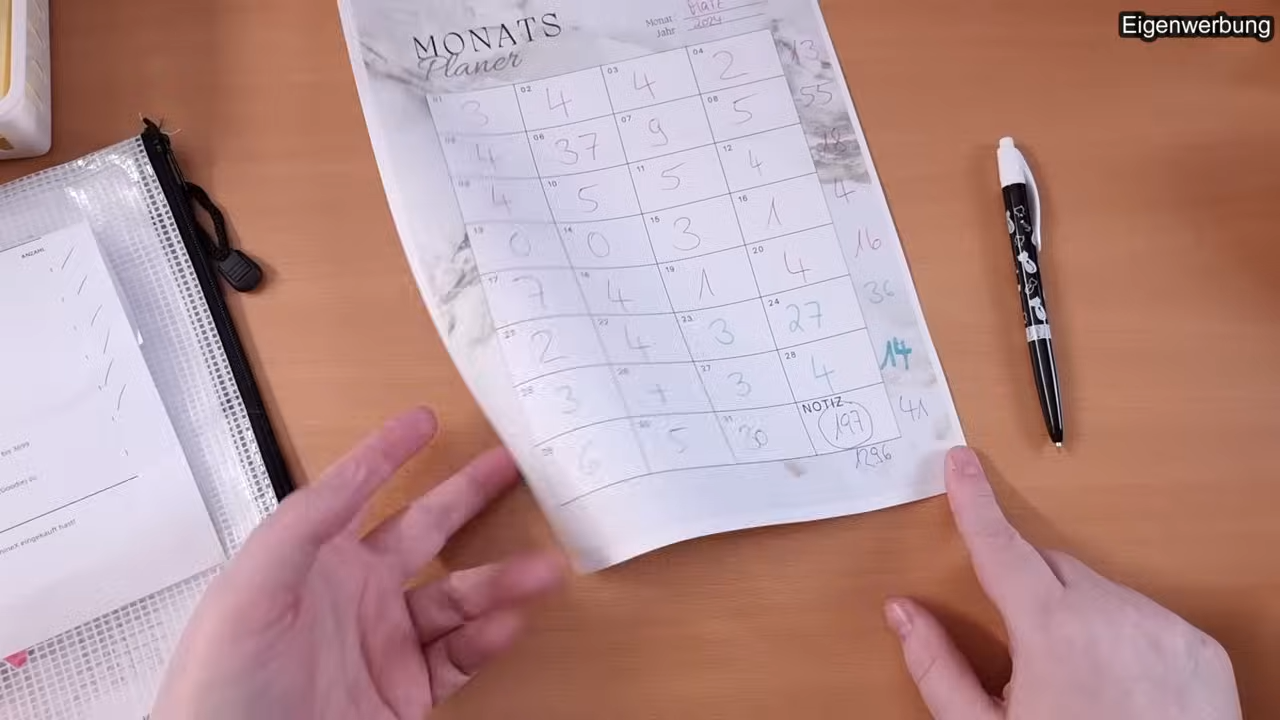 Eigenwerbung
MONATS
Planer
Monat
Jahr 2024
01 02 03 04
3 4 4 2 13
05 06 07 08
4 37 9 5 55
09 10 11 12
4 5 5 4 18
13 14 15 16
0 0 3 1 4
17 18 19 20
7 4 1 4 16
21 22 23 24
2 4 3 27 36
25 26 27 28
3 4 3 4 14
29 30 31 NOTIZ
6 5 30 197 41
1296
ANZAHL
eingekauft hast!